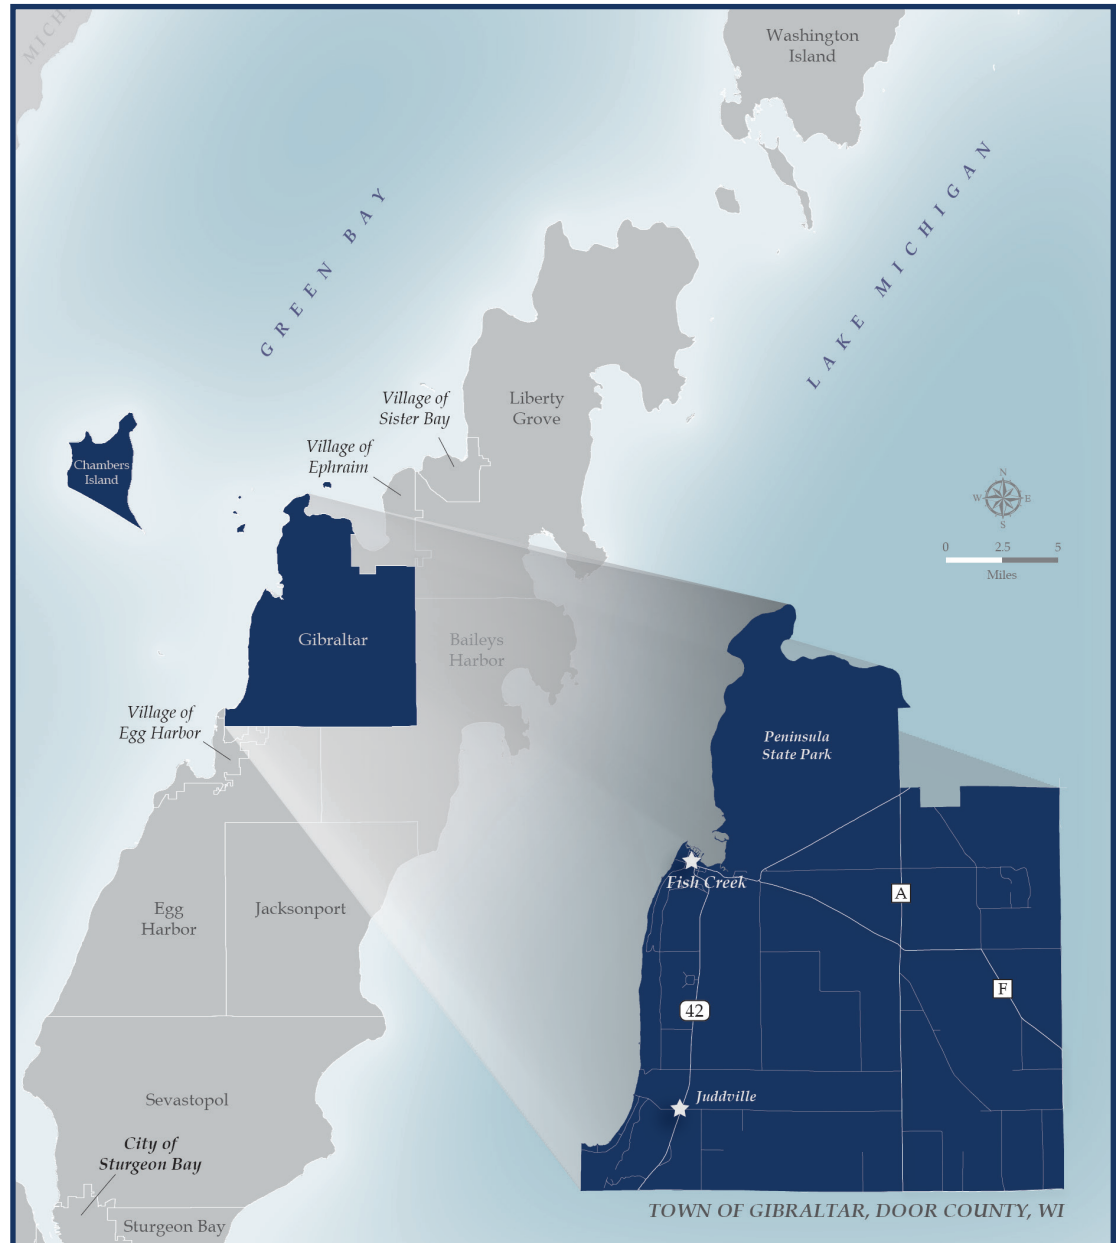 MICH
Washington
Island
GREEN BAY
LAKE MICHIGAN
Village of
Sister Bay
Liberty
Grove
Village of
Ephraim
Chambers
Island
N
W
E
S
0 2.5 5
Miles
Gibraltar
Baileys
Harbor
Village of
Egg Harbor
Peninsula
State Park
Fish Creek
A
Egg
Harbor
Jacksonport
F
42
Sevastopol
Juddville
City of
Sturgeon Bay
Sturgeon Bay
TOWN OF GIBRALTAR, DOOR COUNTY, WI